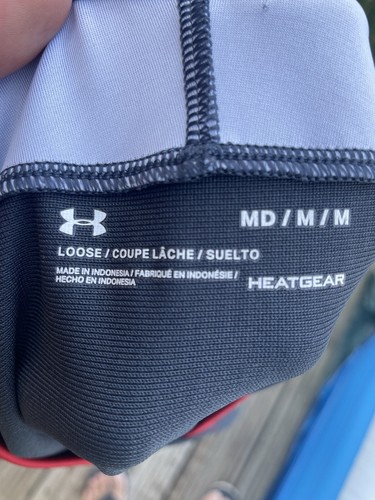 MD / M / M
LOOSE / COUPE LÂCHE / SUELTO
MADE IN INDONESIA / FABRIQUÉ EN INDONÉSIE /
HECHO EN INDONESIA
HEATGEAR